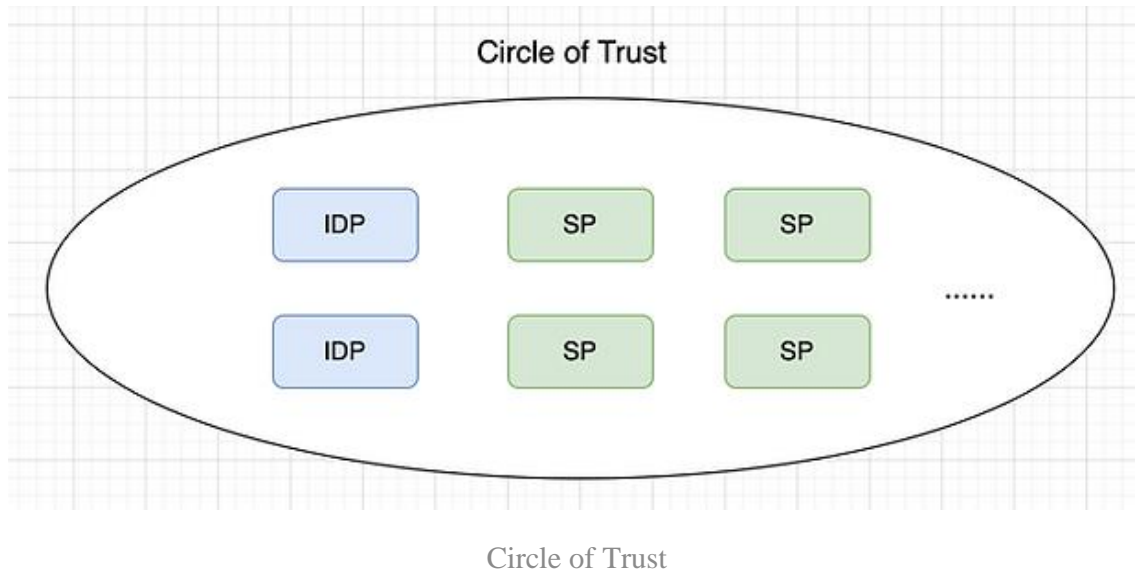 Circle of Trust
IDP SP SP
......
IDP SP SP
Circle of Trust